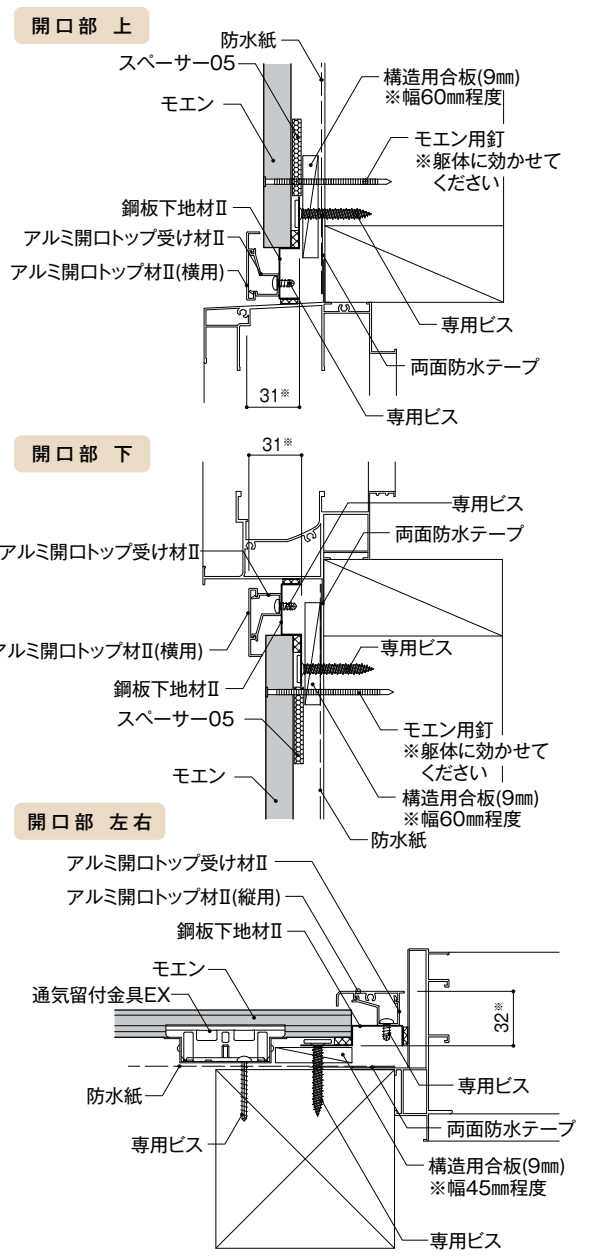 開口部 上
防水紙
スペーサー05
構造用合板(9㎜)
※幅60㎜程度
モエン
モエン用釘
※躯体に効かせて
ください
鋼板下地材Ⅱ
アルミ開口トップ受け材Ⅱ
アルミ開口トップ材Ⅱ(横用)
専用ビス
両面防水テープ
31※
専用ビス
開口部 下
31※
専用ビス
両面防水テープ
アルミ開口トップ受け材Ⅱ
アルミ開口トップ材Ⅱ(横用)
専用ビス
鋼板下地材Ⅱ
スペーサー05
モエン用釘
※躯体に効かせて
ください
モエン
構造用合板(9㎜)
※幅60㎜程度
防水紙
開口部 左右
アルミ開口トップ受け材Ⅱ
アルミ開口トップ材Ⅱ(縦用)
鋼板下地材Ⅱ
モエン
通気留付金具EX
32※
防水紙
専用ビス
専用ビス
両面防水テープ
構造用合板(9㎜)
※幅45㎜程度
専用ビス